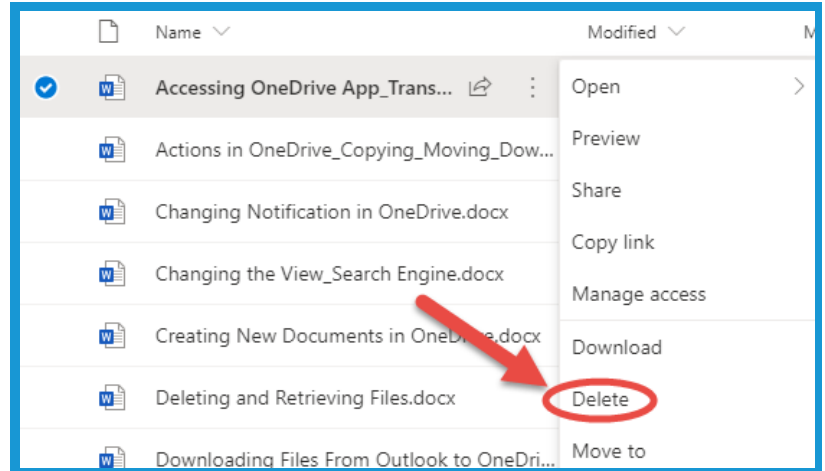 Name Modified M
Accessing OneDrive App_Trans... Open
Actions in OneDrive_Copying_Moving_Dow... Preview
Changing Notification in OneDrive.docx Share
Copy link
Changing the View_Search Engine.docx
Manage access
Creating New Documents in OneDrive.docx Download
Deleting and Retrieving Files.docx Delete
Downloading Files From Outlook to OneDri... Move to